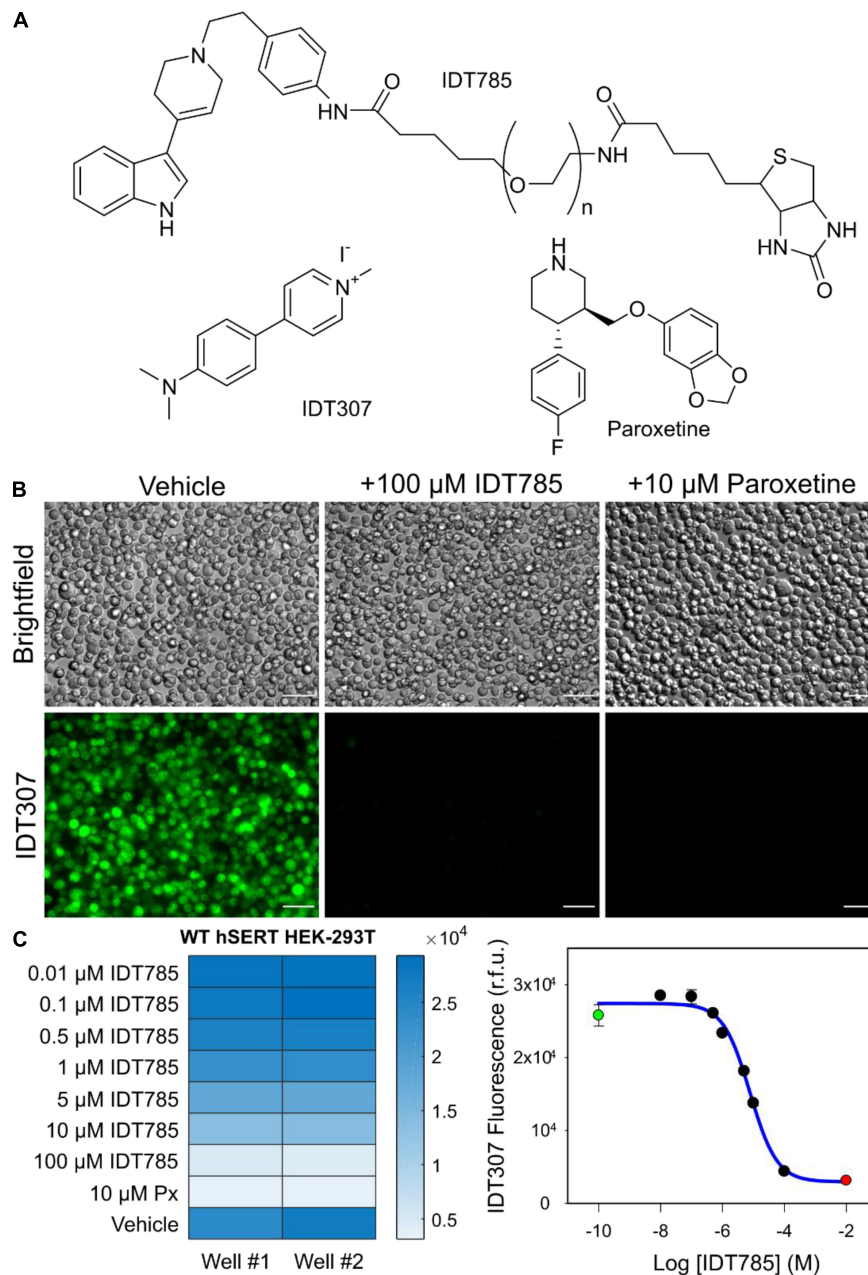 A
IDT785
N
NH
O
O
N
H
O
n
HN
O
S
HN
NH
O
I-
N+
N
IDT307
H
N
O
O
O
F
Paroxetine
B
Vehicle
+100 µM IDT785
+10 µM Paroxetine
Brightfield
IDT307
C
WT hSERT HEK-293T
×10⁴
0.01 µM IDT785
0.1 µM IDT785
0.5 µM IDT785
1 µM IDT785
5 µM IDT785
10 µM IDT785
100 µM IDT785
10 µM Px
Vehicle
Well #1 Well #2
2.5
2
1.5
1
0.5
IDT307 Fluorescence (r.f.u.)
3x10⁴
2x10⁴
10⁴
0
-10 -8 -6 -4 -2
Log [IDT785] (M)